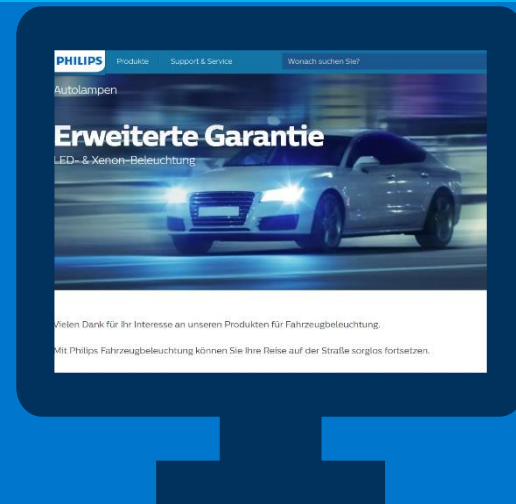 PHILIPS Produkte Support & Service Wonach suchen Sie?
Autolampen
Erweiterte Garantie
LED- & Xenon-Beleuchtung
Vielen Dank für Ihr Interesse an unseren Produkten für Fahrzeugbeleuchtung.
Mit Philips Fahrzeugbeleuchtung können Sie Ihre Reise auf der Straße sorglos fortsetzen.